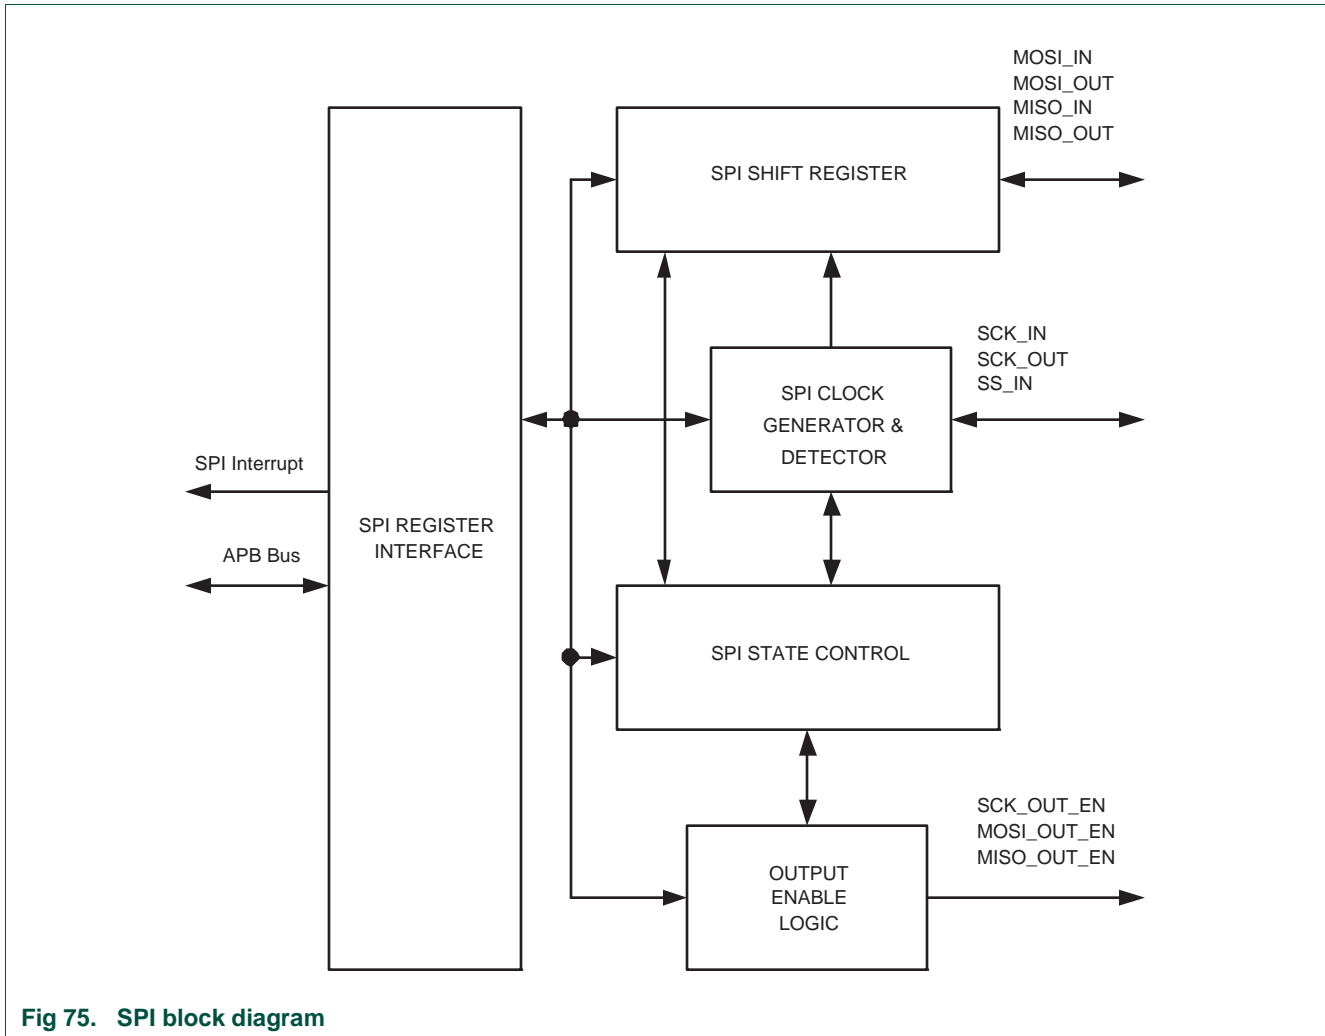 MOSI_IN
MOSI_OUT
MISO_IN
MISO_OUT
SPI SHIFT REGISTER
SCK_IN
SCK_OUT
SS_IN
SPI CLOCK
GENERATOR &
DETECTOR
SPI Interrupt
APB Bus
SPI REGISTER
INTERFACE
SPI STATE CONTROL
SCK_OUT_EN
MOSI_OUT_EN
MISO_OUT_EN
OUTPUT
ENABLE
LOGIC
Fig 75. SPI block diagram